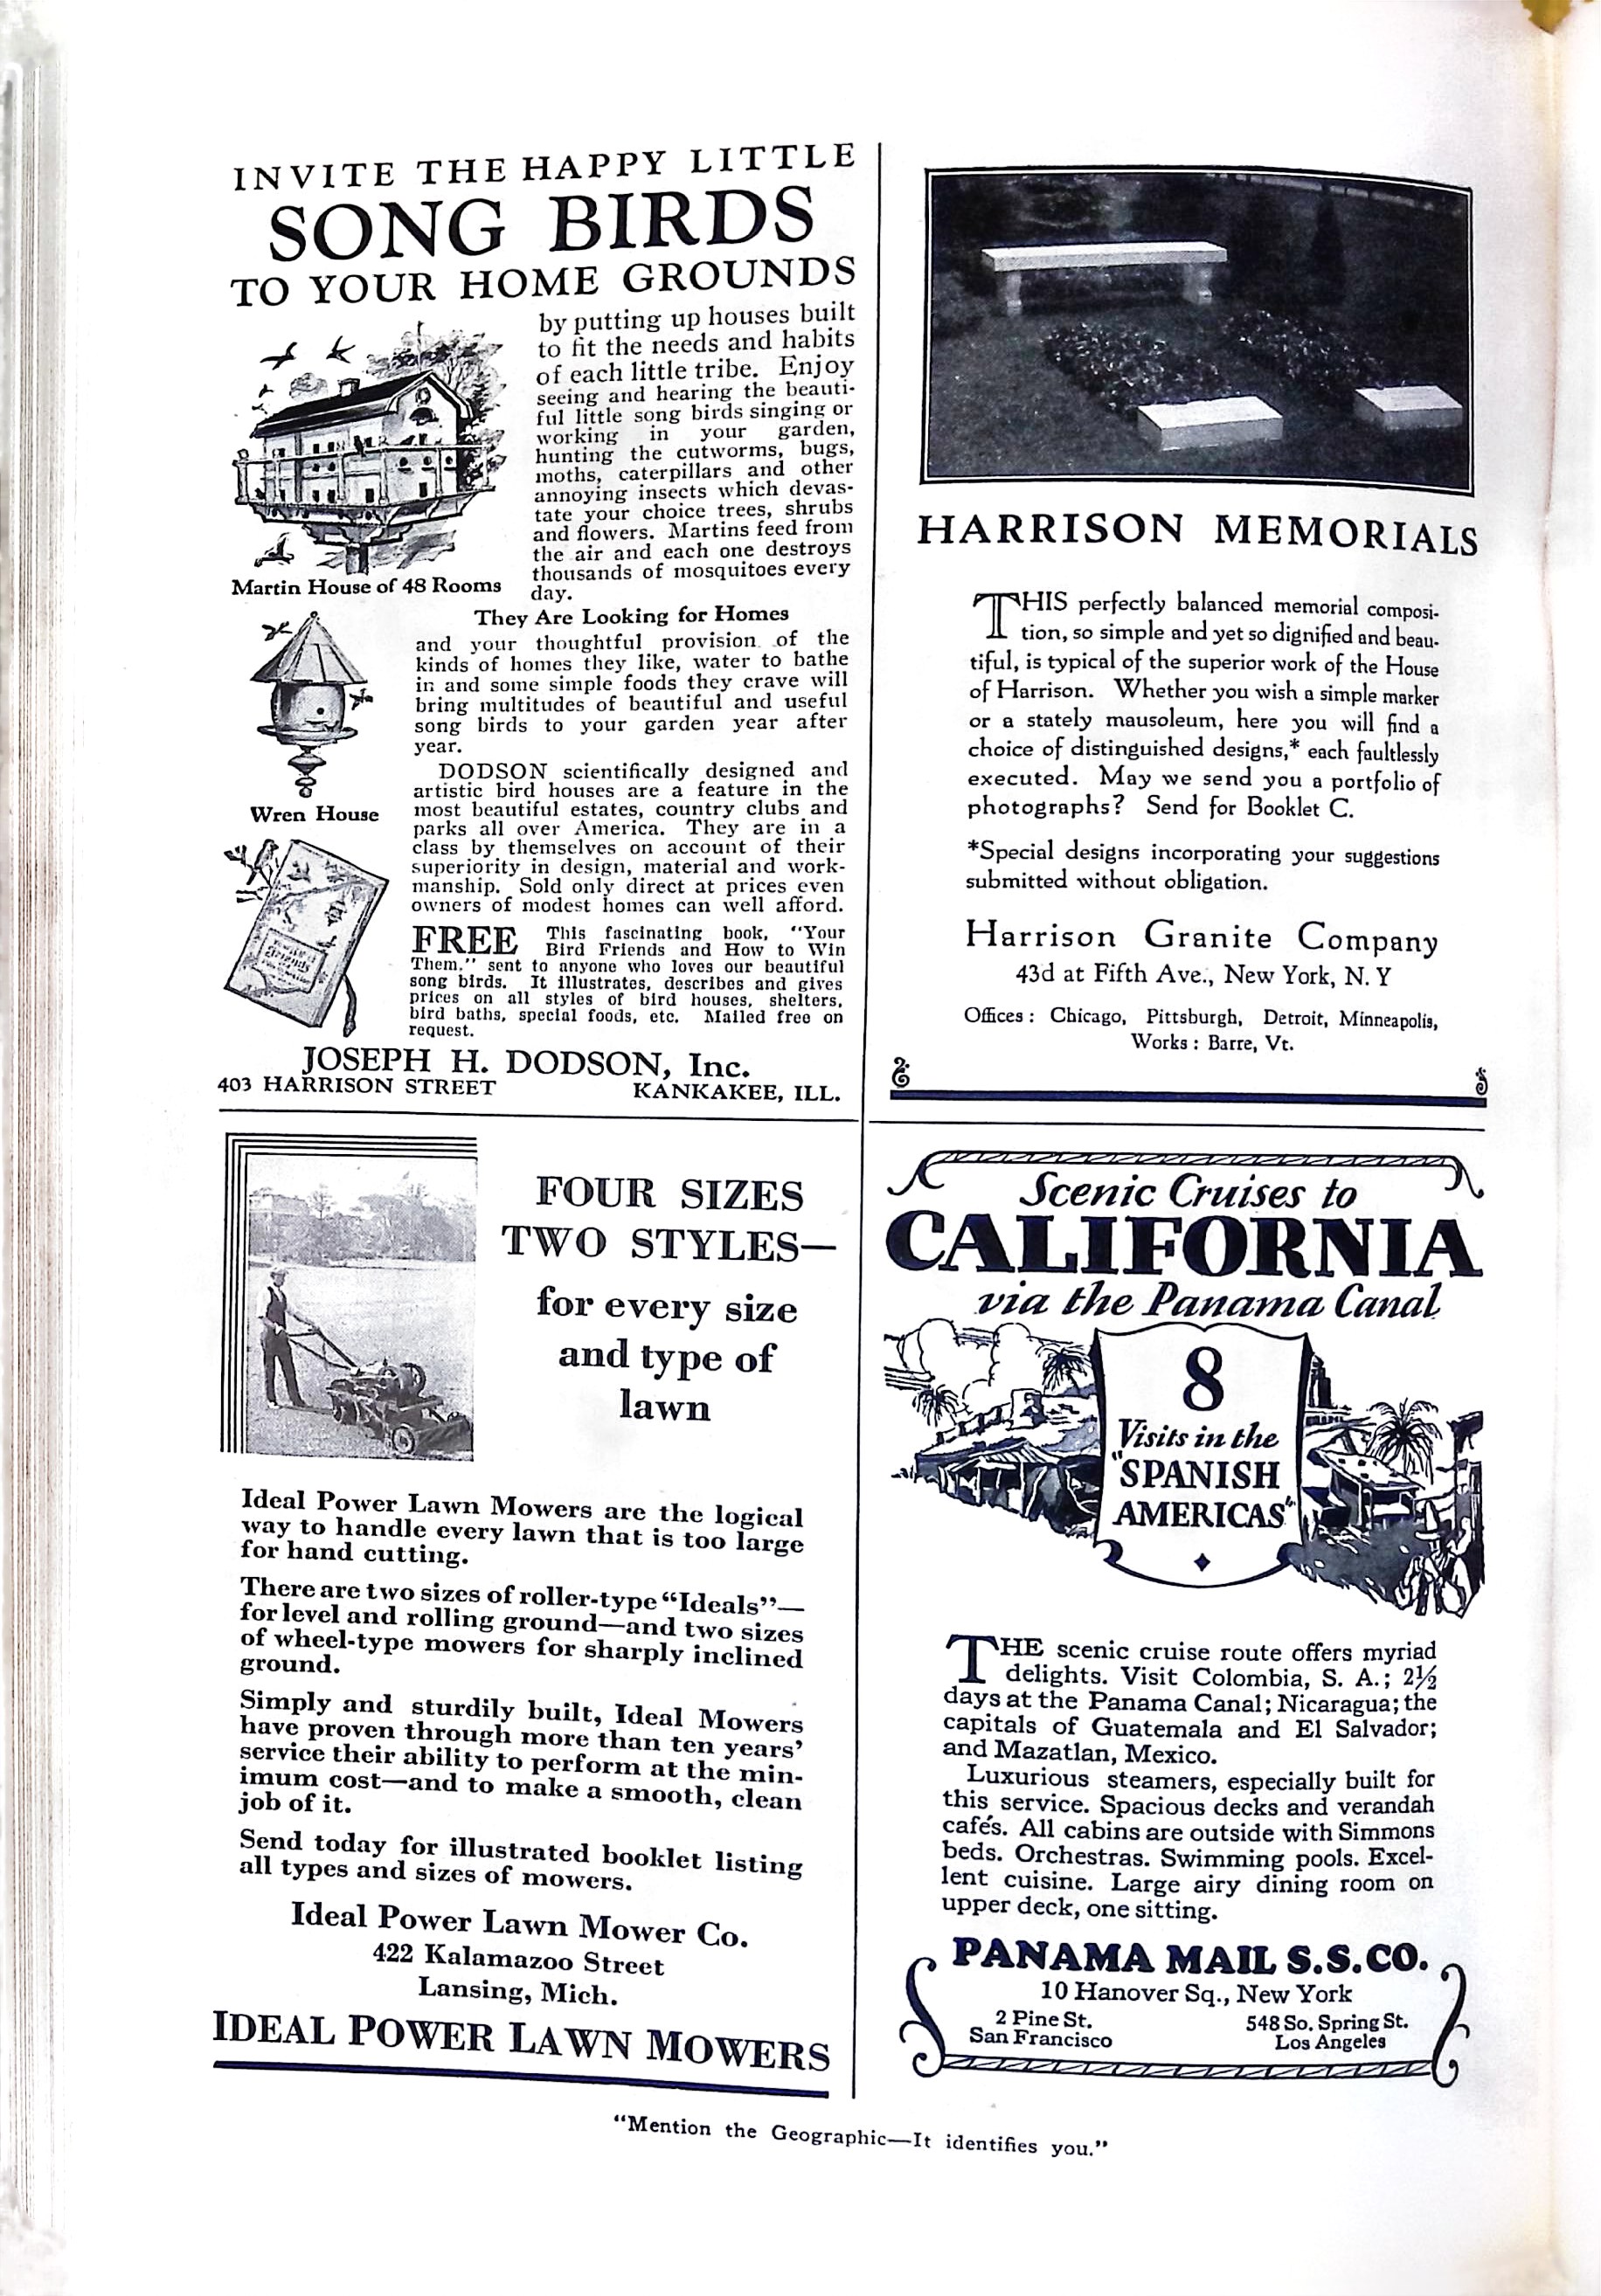 INVITE THE HAPPY LITTLE
SONG BIRDS
TO YOUR HOME GROUNDS
by putting up houses built
to fit the needs and habits
of each little tribe. Enjoy
seeing and hearing the beauti-
ful little song birds singing or
working in your garden,
hunting the cutworms, bugs,
moths, caterpillars and other
annoying insects which devas-
tate your choice trees, shrubs
and flowers. Martins feed from
the air and each one destroys
thousands of mosquitoes every
day.
Martin House of 48 Rooms
They Are Looking for Homes
and your thoughtful provision of the
kinds of homes they like, water to bathe
in and some simple foods they crave will
bring multitudes of beautiful and useful
song birds to your garden year after
year.
Wren House
DODSON scientifically designed and
artistic bird houses are a feature in the
most beautiful estates, country clubs and
parks all over America. They are in a
class by themselves on account of their
superiority in design, material and work-
manship. Sold only direct at prices even
owners of modest homes can well afford.
FREE This fascinating book, "Your
Bird Friends and How to Win
Them," sent to anyone who loves our beautiful
song birds. It illustrates, describes and gives
prices on all styles of bird houses, shelters,
bird baths, special foods, etc. Mailed free on
request.
JOSEPH H. DODSON, Inc.
403 HARRISON STREET KANKAKEE, ILL.
HARRISON MEMORIALS
THIS perfectly balanced memorial composi-
tion, so simple and yet so dignified and beau-
tiful, is typical of the superior work of the House
of Harrison. Whether you wish a simple marker
or a stately mausoleum, here you will find a
choice of distinguished designs,* each faultlessly
executed. May we send you a portfolio of
photographs? Send for Booklet C.
*Special designs incorporating your suggestions
submitted without obligation.
Harrison Granite Company
43d at Fifth Ave., New York, N. Y
Offices: Chicago, Pittsburgh, Detroit, Minneapolis,
Works: Barre, Vt.
FOUR SIZES
TWO STYLES—
for every size
and type of
lawn
Ideal Power Lawn Mowers are the logical
way to handle every lawn that is too large
for hand cutting.
There are two sizes of roller-type "Ideals"—
for level and rolling ground—and two sizes
of wheel-type mowers for sharply inclined
ground.
Simply and sturdily built, Ideal Mowers
have proven through more than ten years'
service their ability to perform at the min-
imum cost—and to make a smooth, clean
job of it.
Send today for illustrated booklet listing
all types and sizes of mowers.
Ideal Power Lawn Mower Co.
422 Kalamazoo Street
Lansing, Mich.
IDEAL POWER LAWN MOWERS
Scenic Cruises to
CALIFORNIA
via the Panama Canal
8
Visits in the
"SPANISH
AMERICAS"
THE scenic cruise route offers myriad
delights. Visit Colombia, S. A.; 2½
days at the Panama Canal; Nicaragua; the
capitals of Guatemala and El Salvador;
and Mazatlan, Mexico.
Luxurious steamers, especially built for
this service. Spacious decks and verandah
cafés. All cabins are outside with Simmons
beds. Orchestras. Swimming pools. Excel-
lent cuisine. Large airy dining room on
upper deck, one sitting.
PANAMA MAIL S.S.CO.
10 Hanover Sq., New York
2 Pine St. 548 So. Spring St.
San Francisco Los Angeles
"Mention the Geographic—It identifies you."